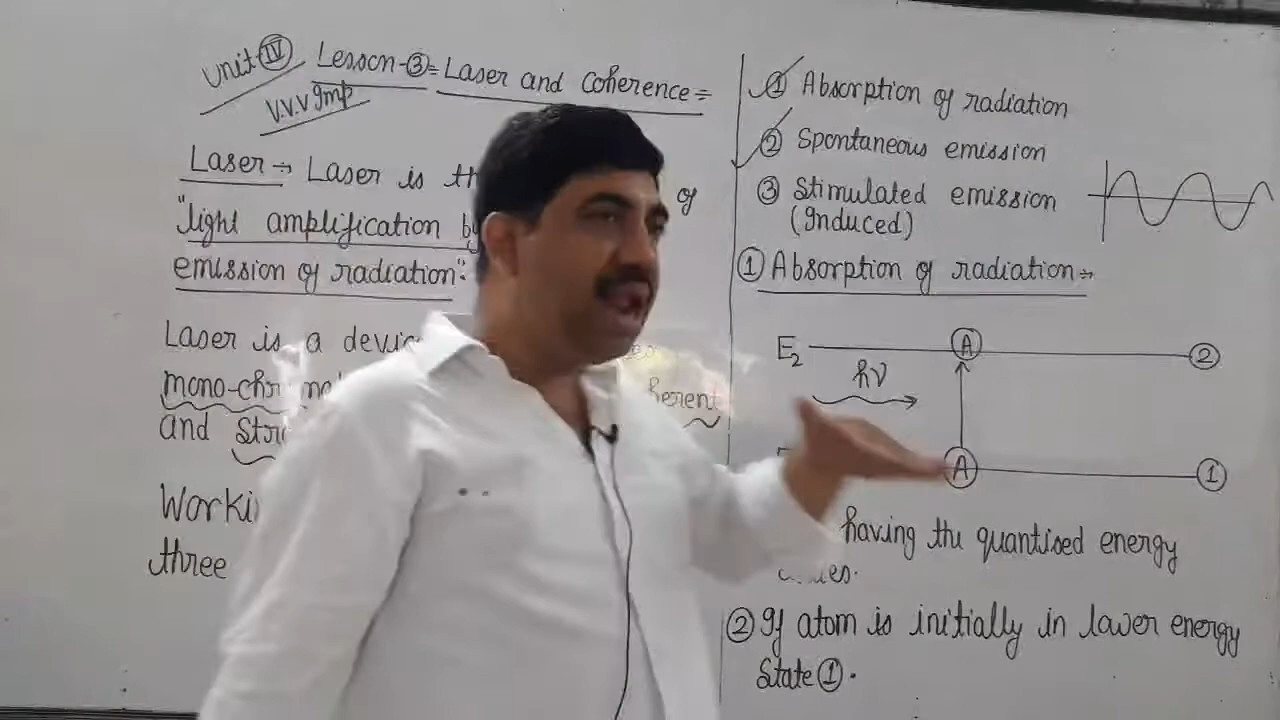 Unit IV Lesson-3= Laser and Coherence=
V.V.V Imp
Laser → Laser is th of
"light amplification by
emission of radiation".
Laser is a devic
mono-chr herent
and
Worki
three
① Absorption of radiation
② Spontaneous emission
③ Stimulated emission
(Induced)
① Absorption of radiation→
E₂ A 2
hν
A 1
having the quantised energy
② If atom is initially in lower energy
State ①.